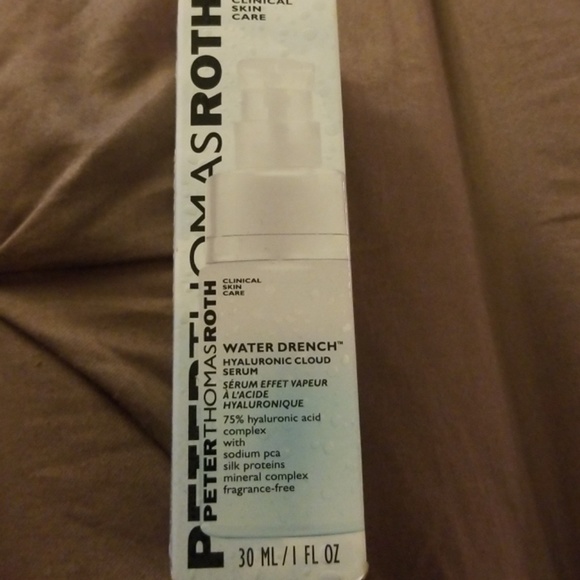 CLINICAL
SKIN
CARE
PETERTHOMASROTH
CLINICAL
SKIN
CARE
PETERTHOMASROTH
WATER DRENCH™
HYALURONIC CLOUD
SERUM
SÉRUM EFFET VAPEUR
À L'ACIDE
HYALURONIQUE
75% hyaluronic acid
complex
with
sodium pca
silk proteins
mineral complex
fragrance-free
30 ML/1 FL OZ